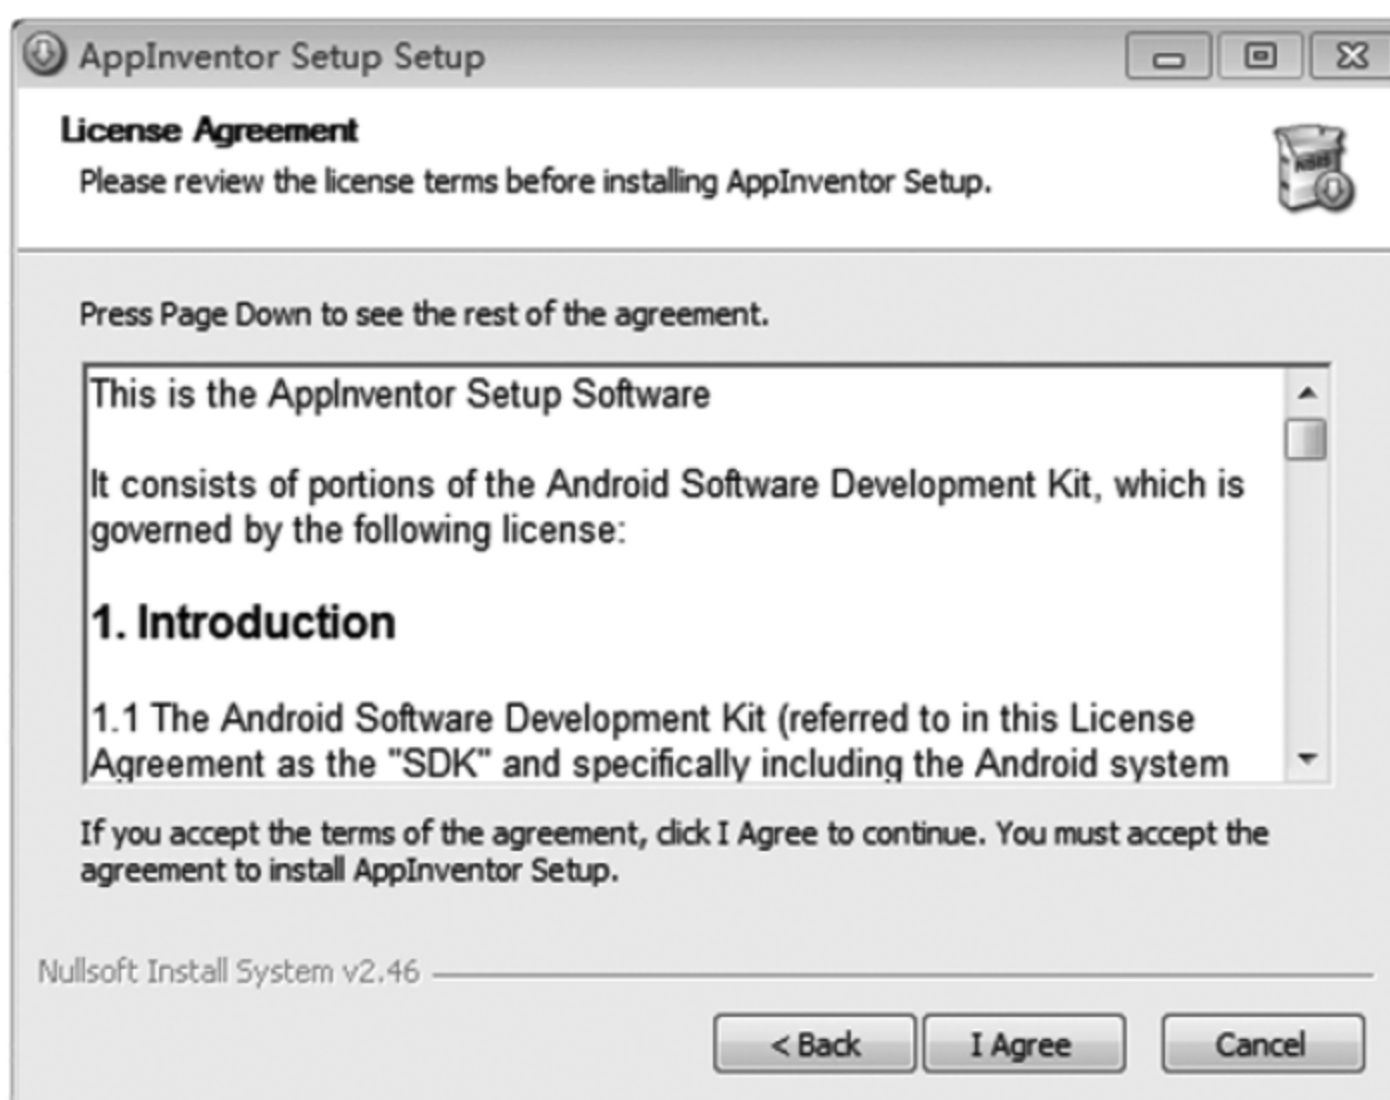 AppInventor Setup Setup
License Agreement
Please review the license terms before installing AppInventor Setup.
NSIS
Press Page Down to see the rest of the agreement.
This is the AppInventor Setup Software
It consists of portions of the Android Software Development Kit, which is
governed by the following license:
1. Introduction
1.1 The Android Software Development Kit (referred to in this License
Agreement as the "SDK" and specifically including the Android system
If you accept the terms of the agreement, click I Agree to continue. You must accept the
agreement to install AppInventor Setup.
Nullsoft Install System v2.46
< Back
I Agree
Cancel